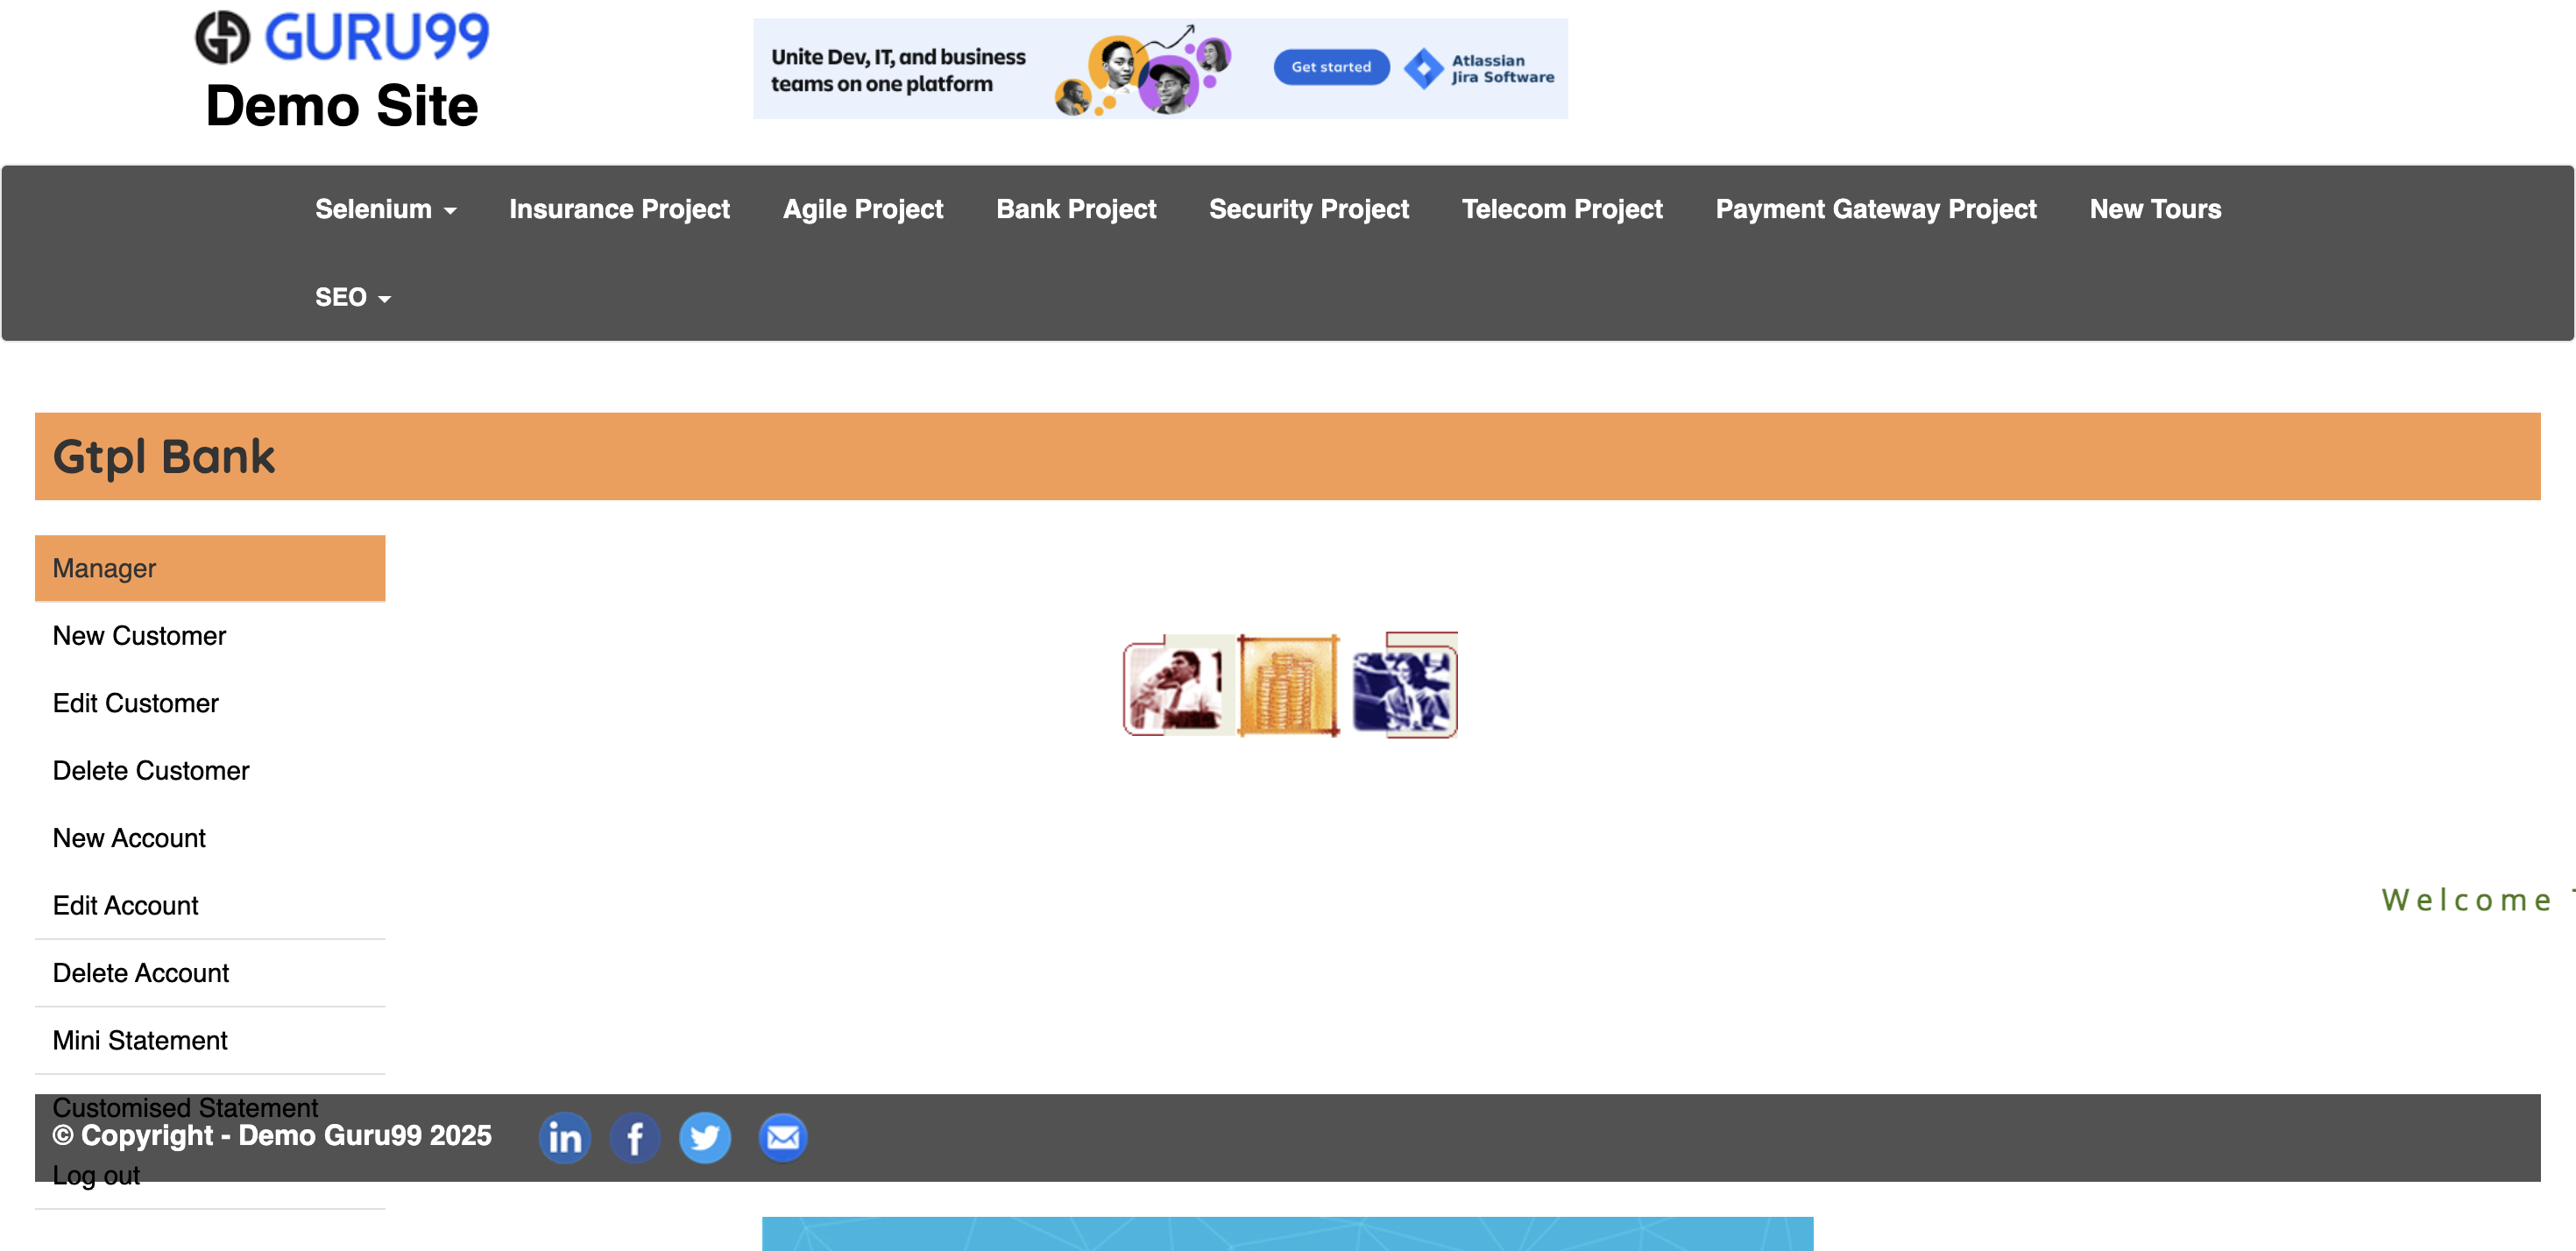 GURU99
Demo Site
Unite Dev, IT, and business
teams on one platform
Get started
Atlassian
Jira Software
Selenium
Insurance Project
Agile Project
Bank Project
Security Project
Telecom Project
Payment Gateway Project
New Tours
SEO
Gtpl Bank
Manager
New Customer
Edit Customer
Delete Customer
New Account
Edit Account
Welcome
Delete Account
Mini Statement
Customised Statement
© Copyright - Demo Guru99 2025
in
f
Log out